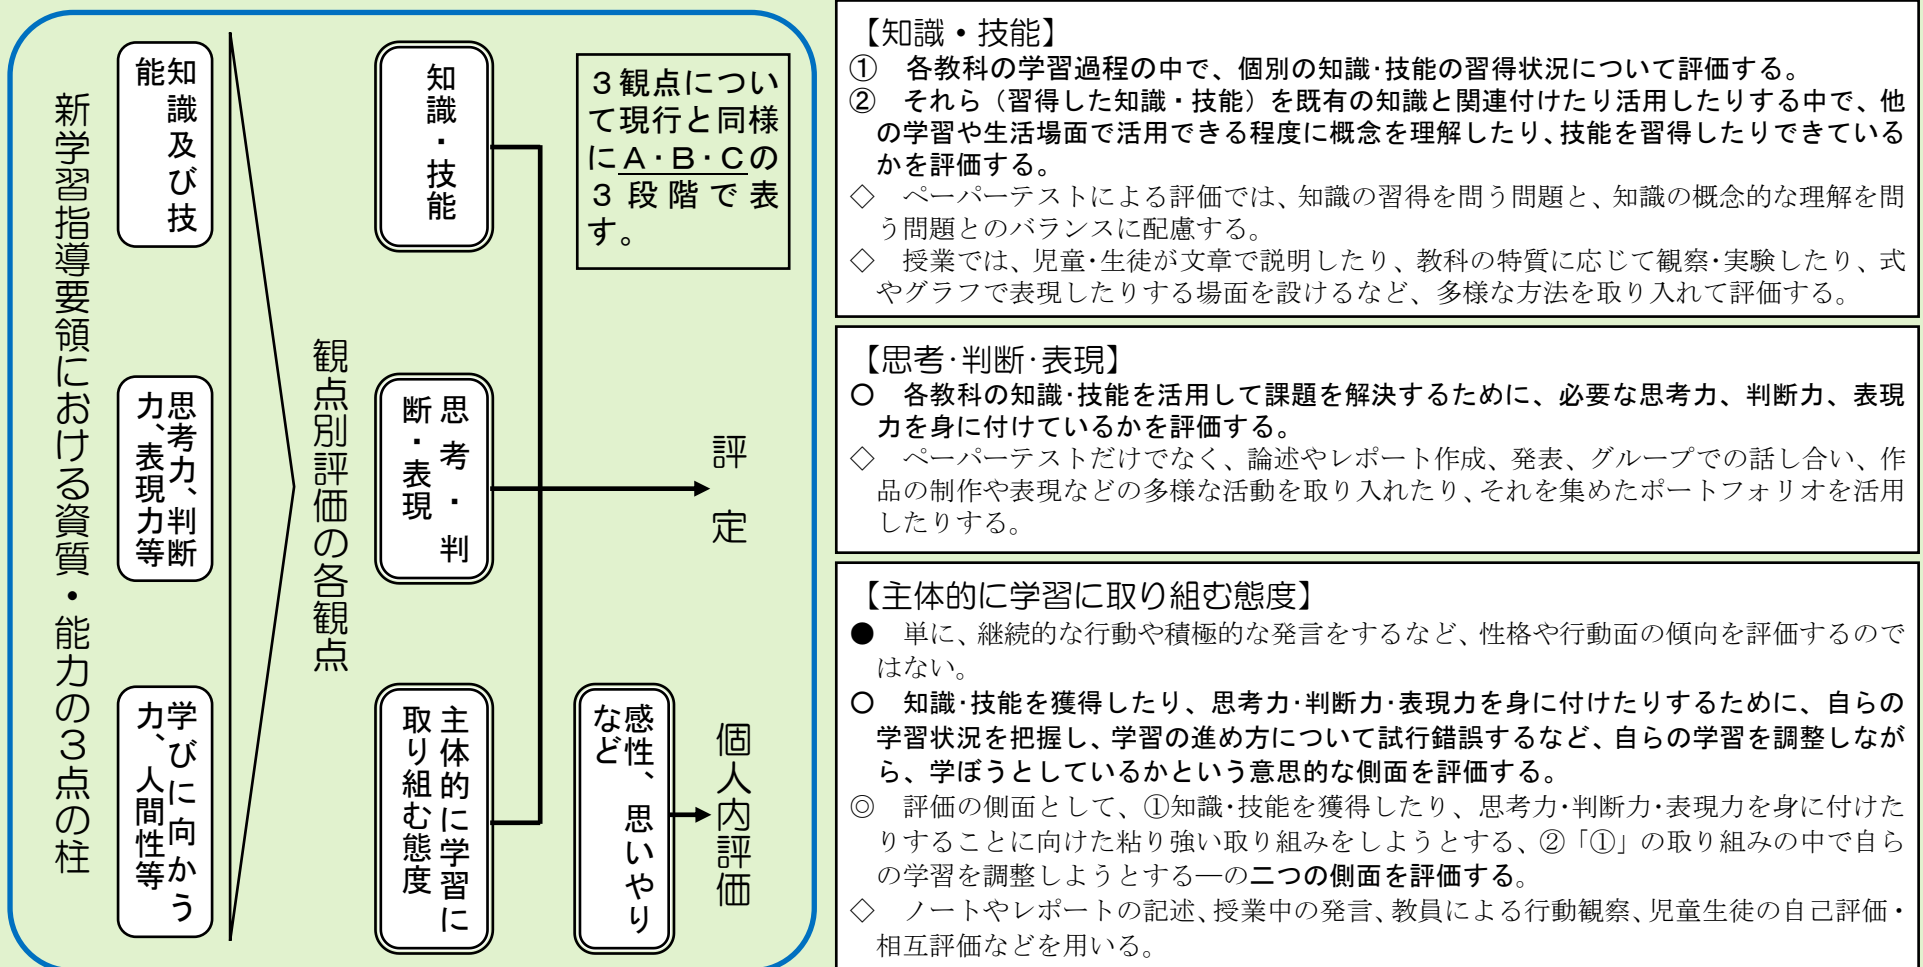 新学習指導要領における資質・能力の３点の柱
知識及び技
能
思考力、判断
力、表現力等
学びに向かう
力、人間性等
観点別評価の各観点
知識・技能
思考・判
断・表現
主体的に学習に
取り組む態度
３観点につい
て現行と同様
にＡ・Ｂ・Ｃの
３段階で表
す。
感性、思いやり
など
評定
個人内評価
【知識・技能】
①　各教科の学習過程の中で、個別の知識・技能の習得状況について評価する。
②　それら（習得した知識・技能）を既有の知識と関連付けたり活用したりする中で、他
の学習や生活場面で活用できる程度に概念を理解したり、技能を習得したりできている
かを評価する。
◇　ペーパーテストによる評価では、知識の習得を問う問題と、知識の概念的な理解を問
う問題とのバランスに配慮する。
◇　授業では、児童・生徒が文章で説明したり、教科の特質に応じて観察・実験したり、式
やグラフで表現したりする場面を設けるなど、多様な方法を取り入れて評価する。
【思考・判断・表現】
○　各教科の知識・技能を活用して課題を解決するために、必要な思考力、判断力、表現
力を身に付けているかを評価する。
◇　ペーパーテストだけでなく、論述やレポート作成、発表、グループでの話し合い、作
品の制作や表現などの多様な活動を取り入れたり、それを集めたポートフォリオを活用
したりする。
【主体的に学習に取り組む態度】
●　単に、継続的な行動や積極的な発言をするなど、性格や行動面の傾向を評価するので
はない。
○　知識・技能を獲得したり、思考力・判断力・表現力を身に付けたりするために、自らの
学習状況を把握し、学習の進め方について試行錯誤するなど、自らの学習を調整しなが
ら、学ぼうとしているかという意思的な側面を評価する。
◎　評価の側面として、①知識・技能を獲得したり、思考力・判断力・表現力を身に付けた
りすることに向けた粘り強い取り組みをしようとする、②「①」の取り組みの中で自ら
の学習を調整しようとする―の二つの側面を評価する。
◇　ノートやレポートの記述、授業中の発言、教員による行動観察、児童生徒の自己評価・
相互評価などを用いる。